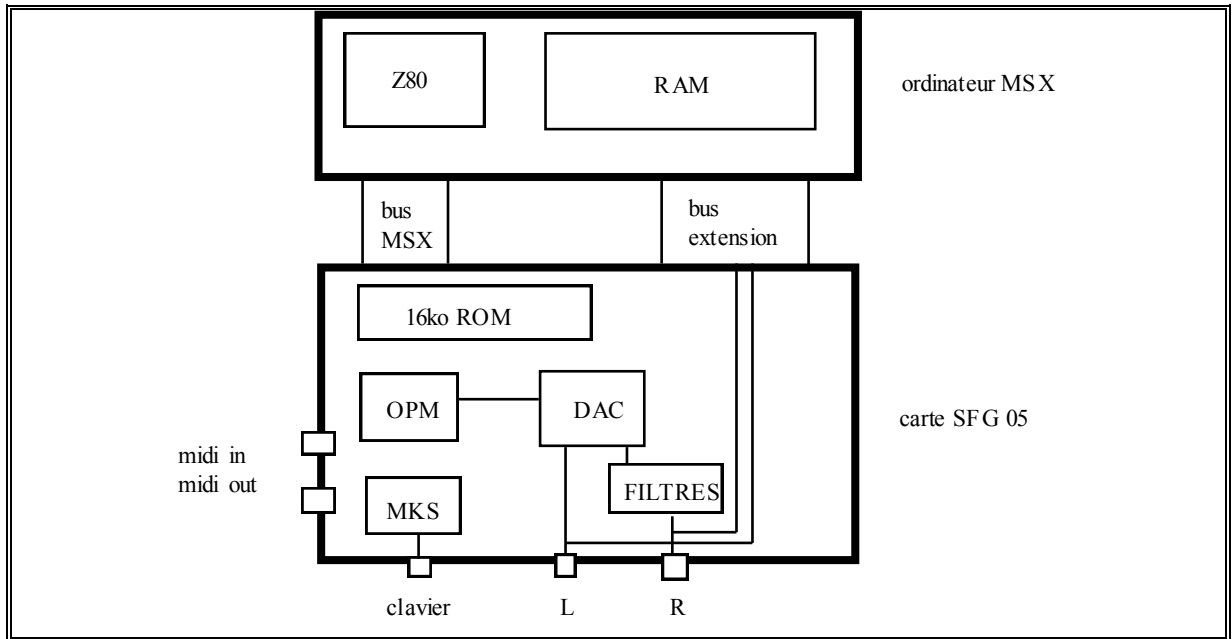 Z80
RAM
ordinateur MSX
bus
MSX
bus
extension
16ko ROM
OPM
DAC
carte SFG 05
midi in
midi out
MKS
FILTRES
clavier
L
R